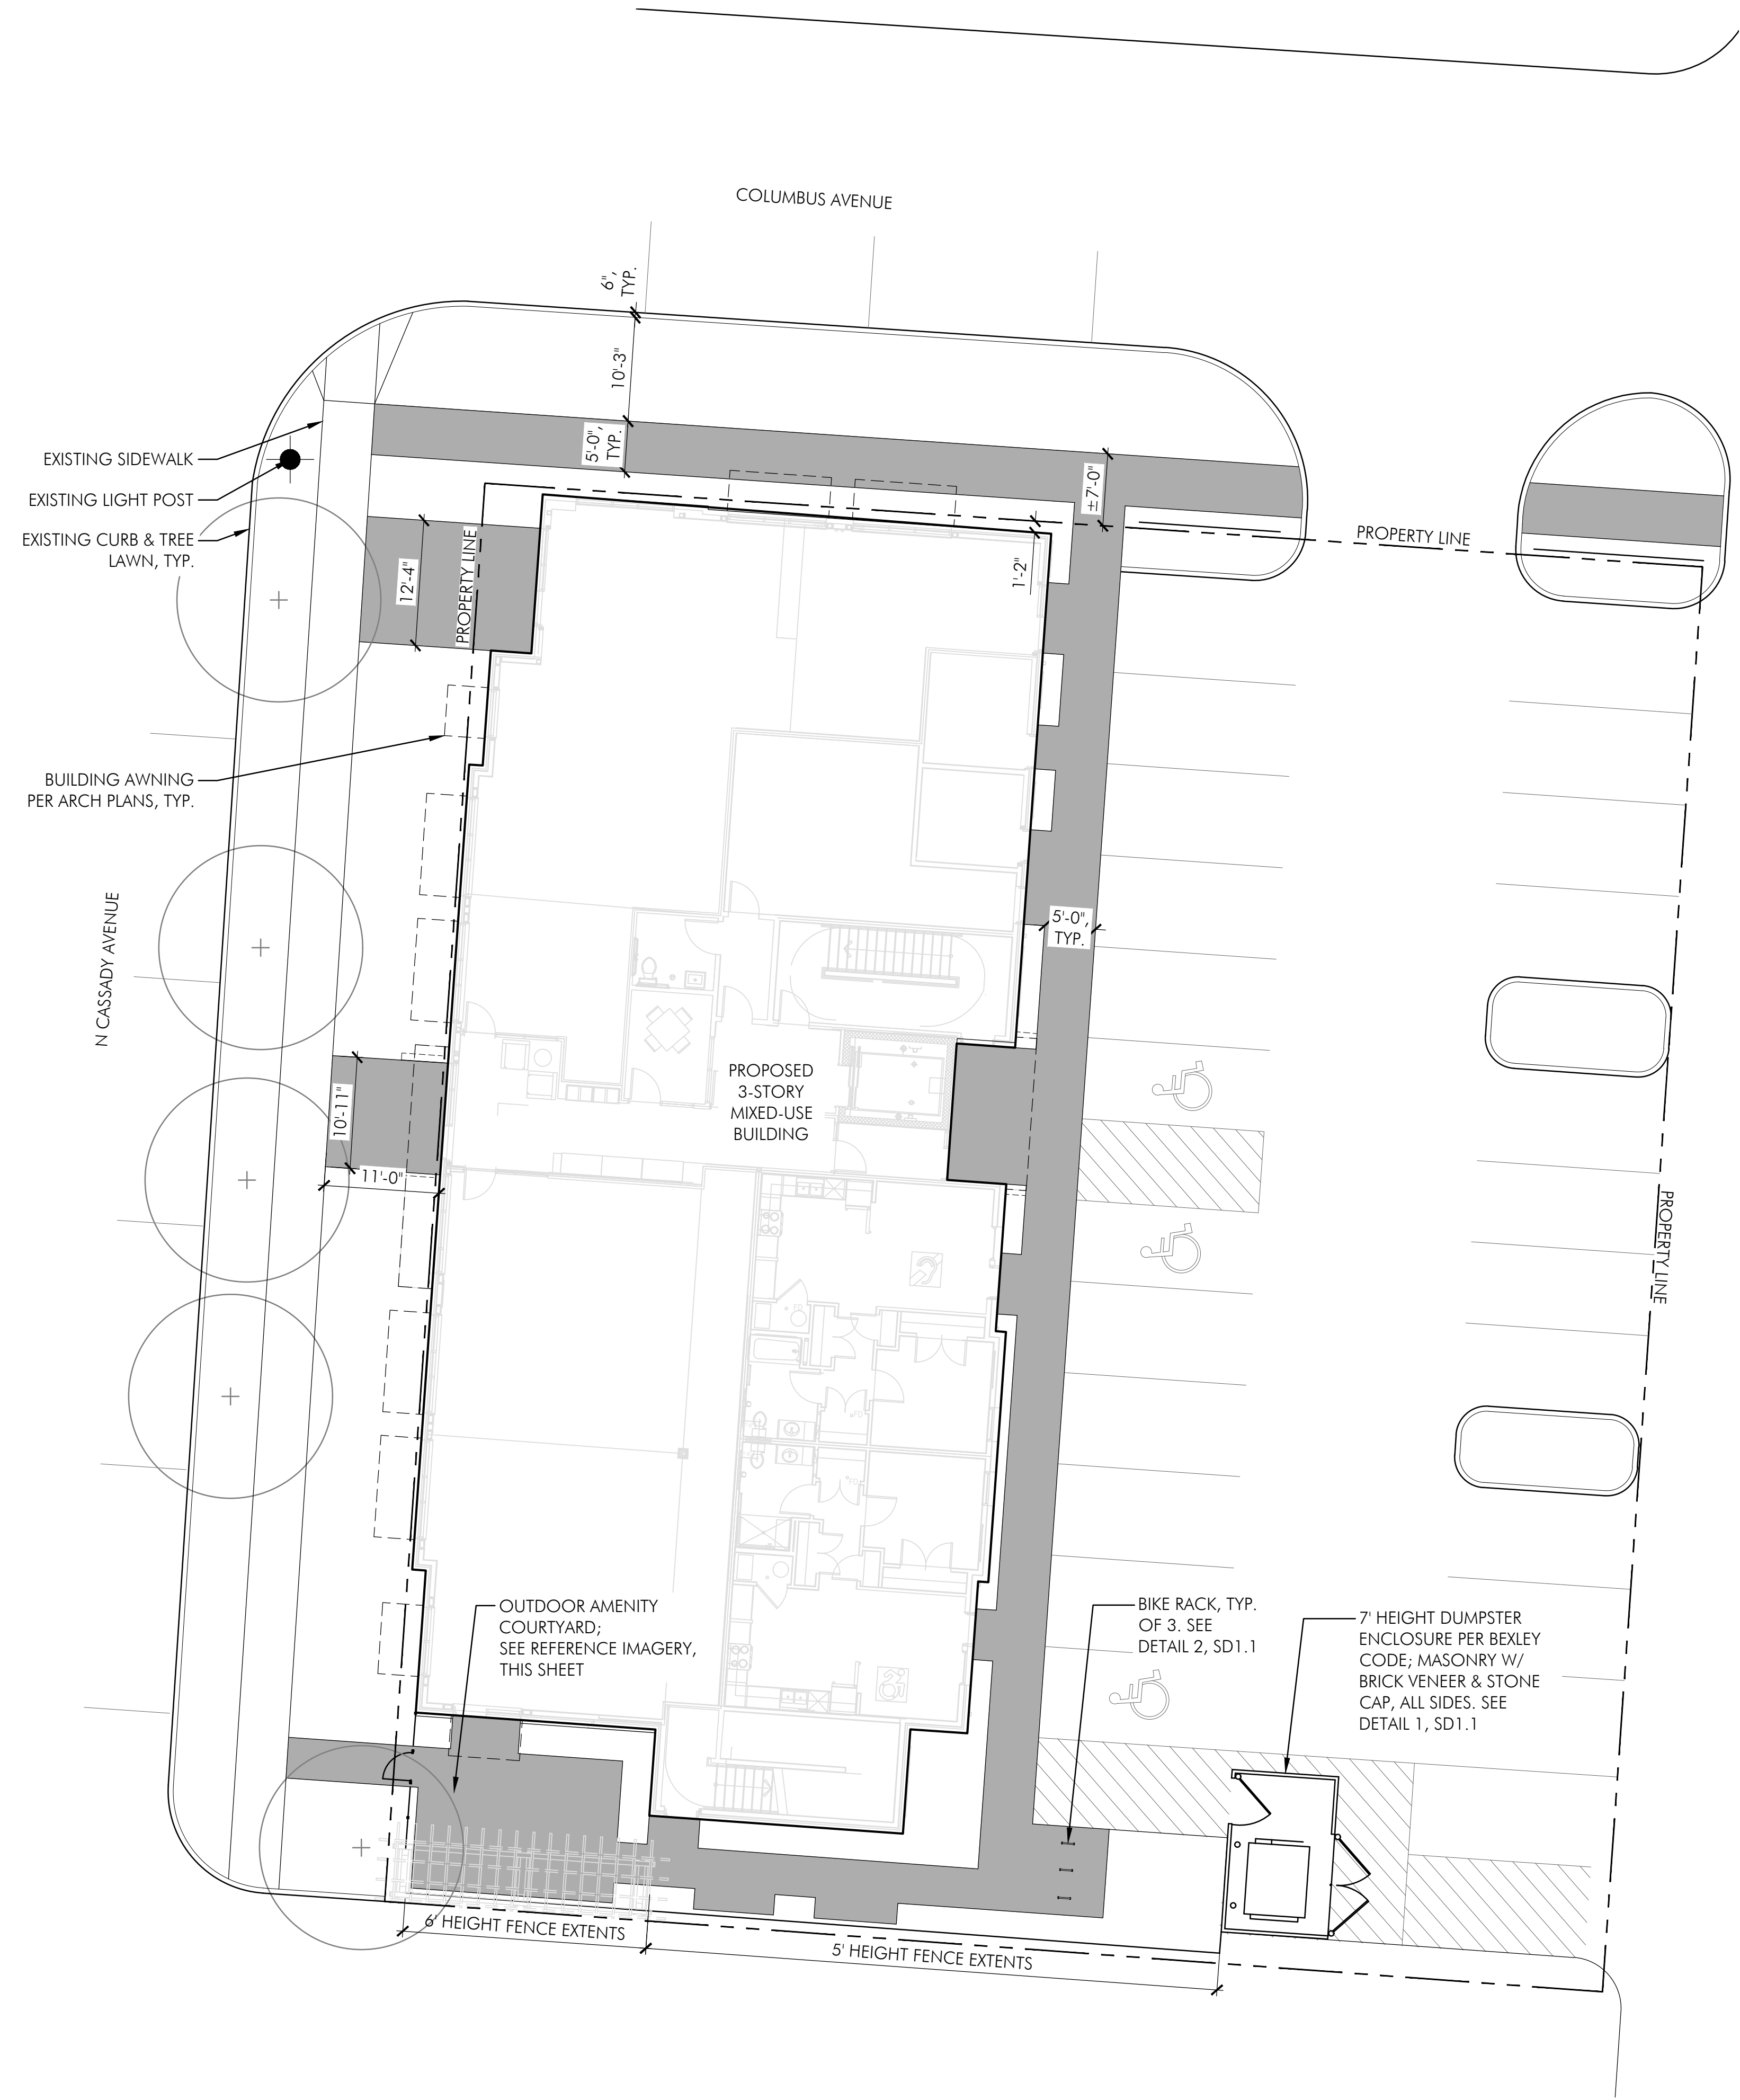 COLUMBUS AVENUE
6",
TYP.
10'-3"
5'-0",
TYP.
±7'-0"
EXISTING SIDEWALK
EXISTING LIGHT POST
EXISTING CURB & TREE
LAWN, TYP.
PROPERTY LINE
PROPERTY LINE
12'-4"
1'-2"
BUILDING AWNING
PER ARCH PLANS, TYP.
N CASSADY AVENUE
5'-0",
TYP.
PROPOSED
3-STORY
MIXED-USE
BUILDING
10'-11"
11'-0"
PROPERTY LINE
OUTDOOR AMENITY
COURTYARD;
SEE REFERENCE IMAGERY,
THIS SHEET
BIKE RACK, TYP.
OF 3. SEE
DETAIL 2, SD1.1
7' HEIGHT DUMPSTER
ENCLOSURE PER BEXLEY
CODE; MASONRY W/
BRICK VENEER & STONE
CAP, ALL SIDES. SEE
DETAIL 1, SD1.1
6' HEIGHT FENCE EXTENTS
5' HEIGHT FENCE EXTENTS